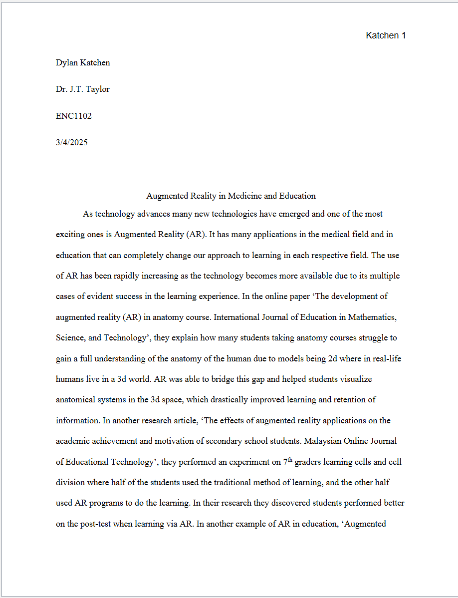 Katchen 1
Dylan Katchen
Dr. J.T. Taylor
ENC1102
3/4/2025
Augmented Reality in Medicine and Education
As technology advances many new technologies have emerged and one of the most
exciting ones is Augmented Reality (AR). It has many applications in the medical field and in
education that can completely change our approach to learning in each respective field. The use
of AR has been rapidly increasing as the technology becomes more available due to its multiple
cases of evident success in the learning experience. In the online paper ‘The development of
augmented reality (AR) in anatomy course. International Journal of Education in Mathematics,
Science, and Technology’, they explain how many students taking anatomy courses struggle to
gain a full understanding of the anatomy of the human due to models being 2d where in real-life
humans live in a 3d world. AR was able to bridge this gap and helped students visualize
anatomical systems in the 3d space, which drastically improved learning and retention of
information. In another research article, ‘The effects of augmented reality applications on the
academic achievement and motivation of secondary school students. Malaysian Online Journal
of Educational Technology’, they performed an experiment on 7th graders learning cells and cell
division where half of the students used the traditional method of learning, and the other half
used AR programs to do the learning. In their research they discovered students performed better
on the post-test when learning via AR. In another example of AR in education, ‘Augmented